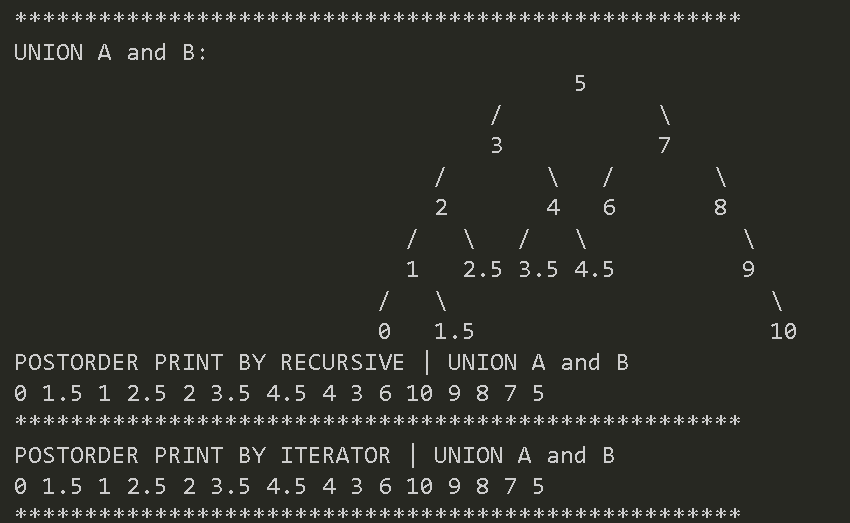 ****************************************************
UNION A and B:
                                        5
                                  /           \
                                  3           7
                              /       \   /       \
                              2       4   6       8
                            /   \   /   \           \
                            1   2.5 3.5 4.5         9
                          /   \                       \
                          0   1.5                     10
POSTORDER PRINT BY RECURSIVE | UNION A and B
0 1.5 1 2.5 2 3.5 4.5 4 3 6 10 9 8 7 5
****************************************************
POSTORDER PRINT BY ITERATOR | UNION A and B
0 1.5 1 2.5 2 3.5 4.5 4 3 6 10 9 8 7 5
****************************************************